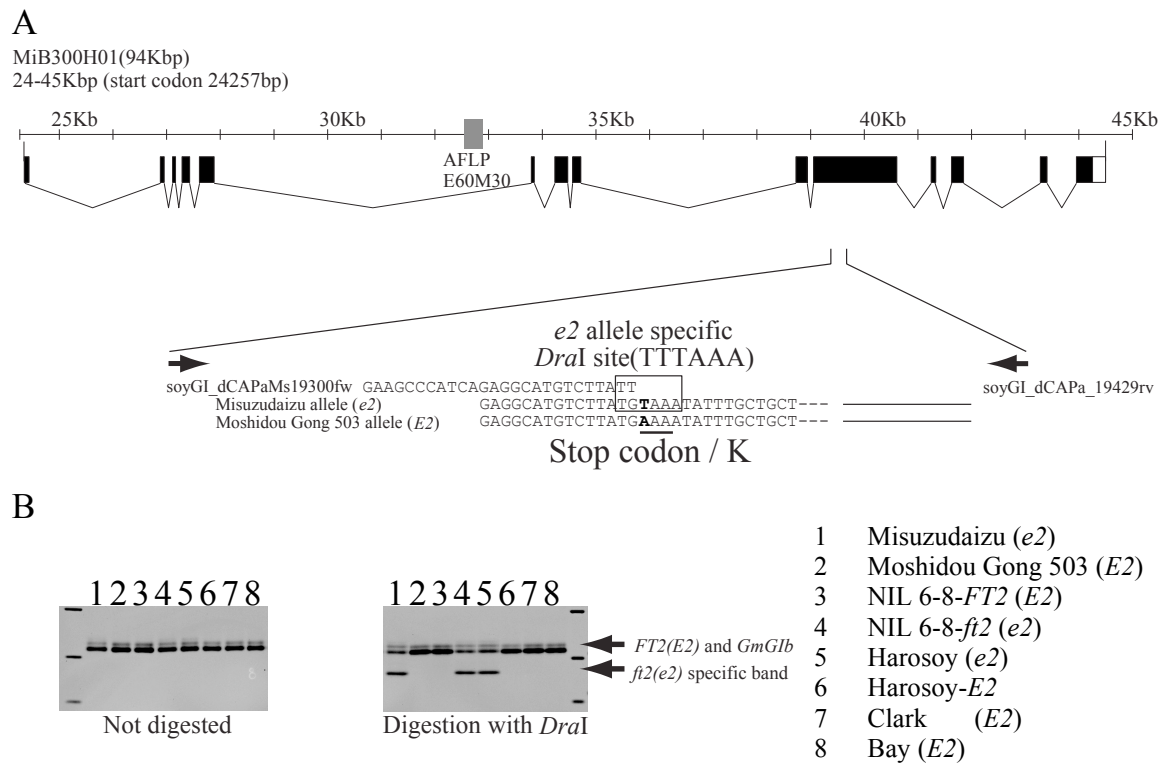 A
MiB300H01(94Kbp)
24-45Kbp (start codon 24257bp)
25Kb 30Kb 35Kb 40Kb 45Kb
AFLP
E60M30
e2 allele specific
DraI site(TTTAAA)
soyGI_dCAPaMs19300fw GAAGCCCATCAGAGGCATGTCTTATT soyGI_dCAPa_19429rv
Misuzudaizu allele (e2) GAGGCATGTCTTATGTAAATATTTGCTGCT---
Moshidou Gong 503 allele (E2) GAGGCATGTCTTATGAAAATATTTGCTGCT---
Stop codon / K
B
1 2 3 4 5 6 7 8
Not digested
1 2 3 4 5 6 7 8
Digestion with DraI
FT2(E2) and GmGIb
ft2(e2) specific band
1 Misuzudaizu (e2)
2 Moshidou Gong 503 (E2)
3 NIL 6-8-FT2 (E2)
4 NIL 6-8-ft2 (e2)
5 Harosoy (e2)
6 Harosoy-E2
7 Clark (E2)
8 Bay (E2)